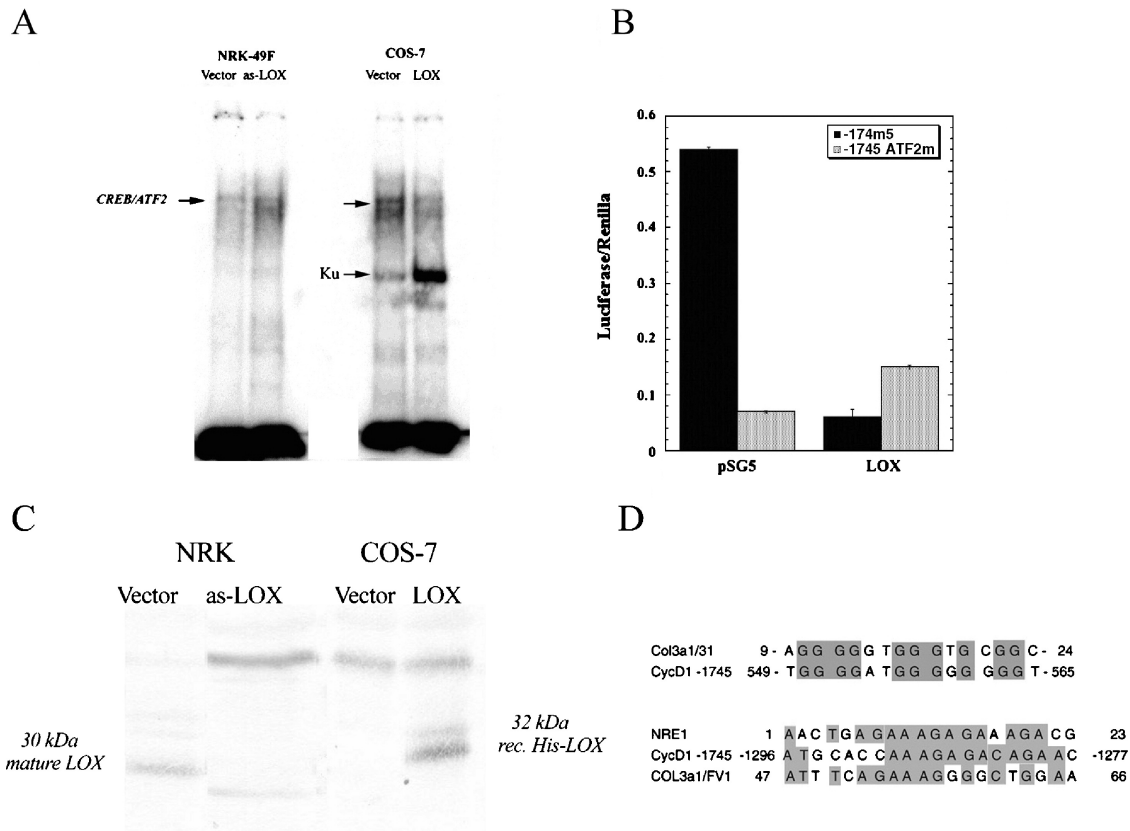 A
NRK-49F
Vector as-LOX
COS-7
Vector LOX
CREB/ATF2
Ku
B
0.6
0.5
0.4
0.3
0.2
0.1
0
Luciferase/Renilla
-174m5
-1745 ATF2m
pSG5 LOX
C
NRK COS-7
Vector as-LOX Vector LOX
30 kDa
mature LOX
32 kDa
rec. His-LOX
D
Col3a1/31 9 - A G G G G G T G G G T G C G G C - 24
CycD1 -1745 549 - T G G G G A T G G G G G G G G T - 565
NRE1 1 A A C T G A G A A A G A G A A A G A C G 23
CycD1 -1745 -1296 A T G C A C C A A A G A G A C A G A A C -1277
COL3a1/FV1 47 A T T T C A G A A A G G G G C T G G A A 66